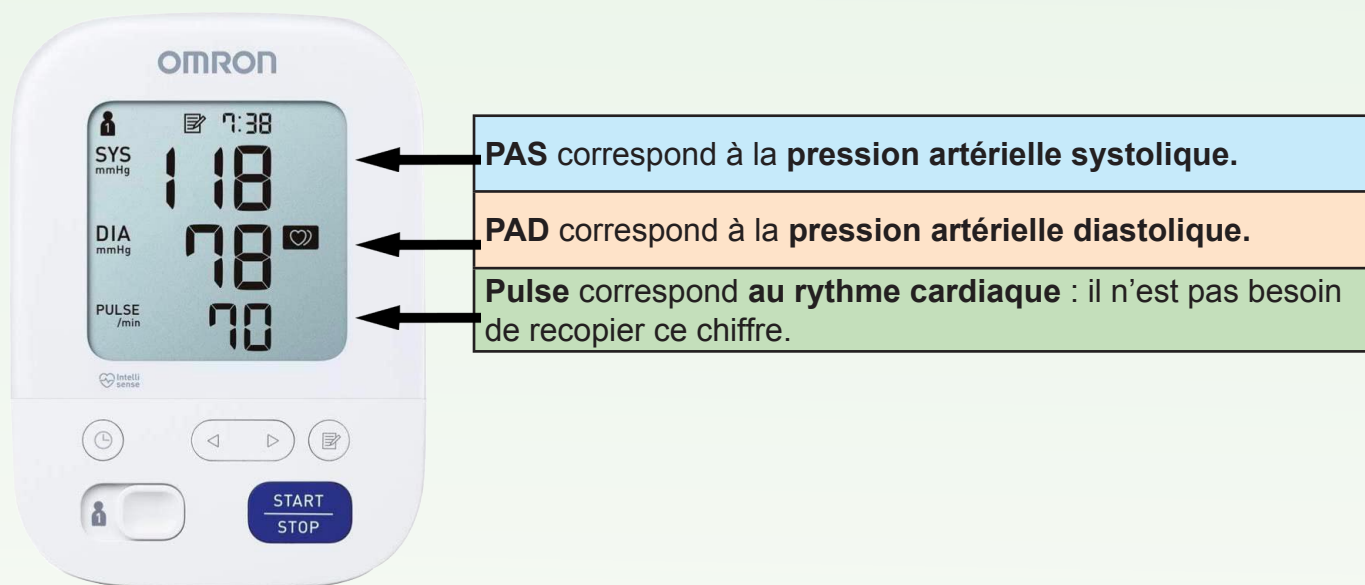 OMRON
1 7:38
SYS
mmHg
118
DIA
mmHg
78
PULSE
/min
70
Intelli
sense
1
START
STOP
PAS correspond à la pression artérielle systolique.
PAD correspond à la pression artérielle diastolique.
Pulse correspond au rythme cardiaque : il n’est pas besoin
de recopier ce chiffre.